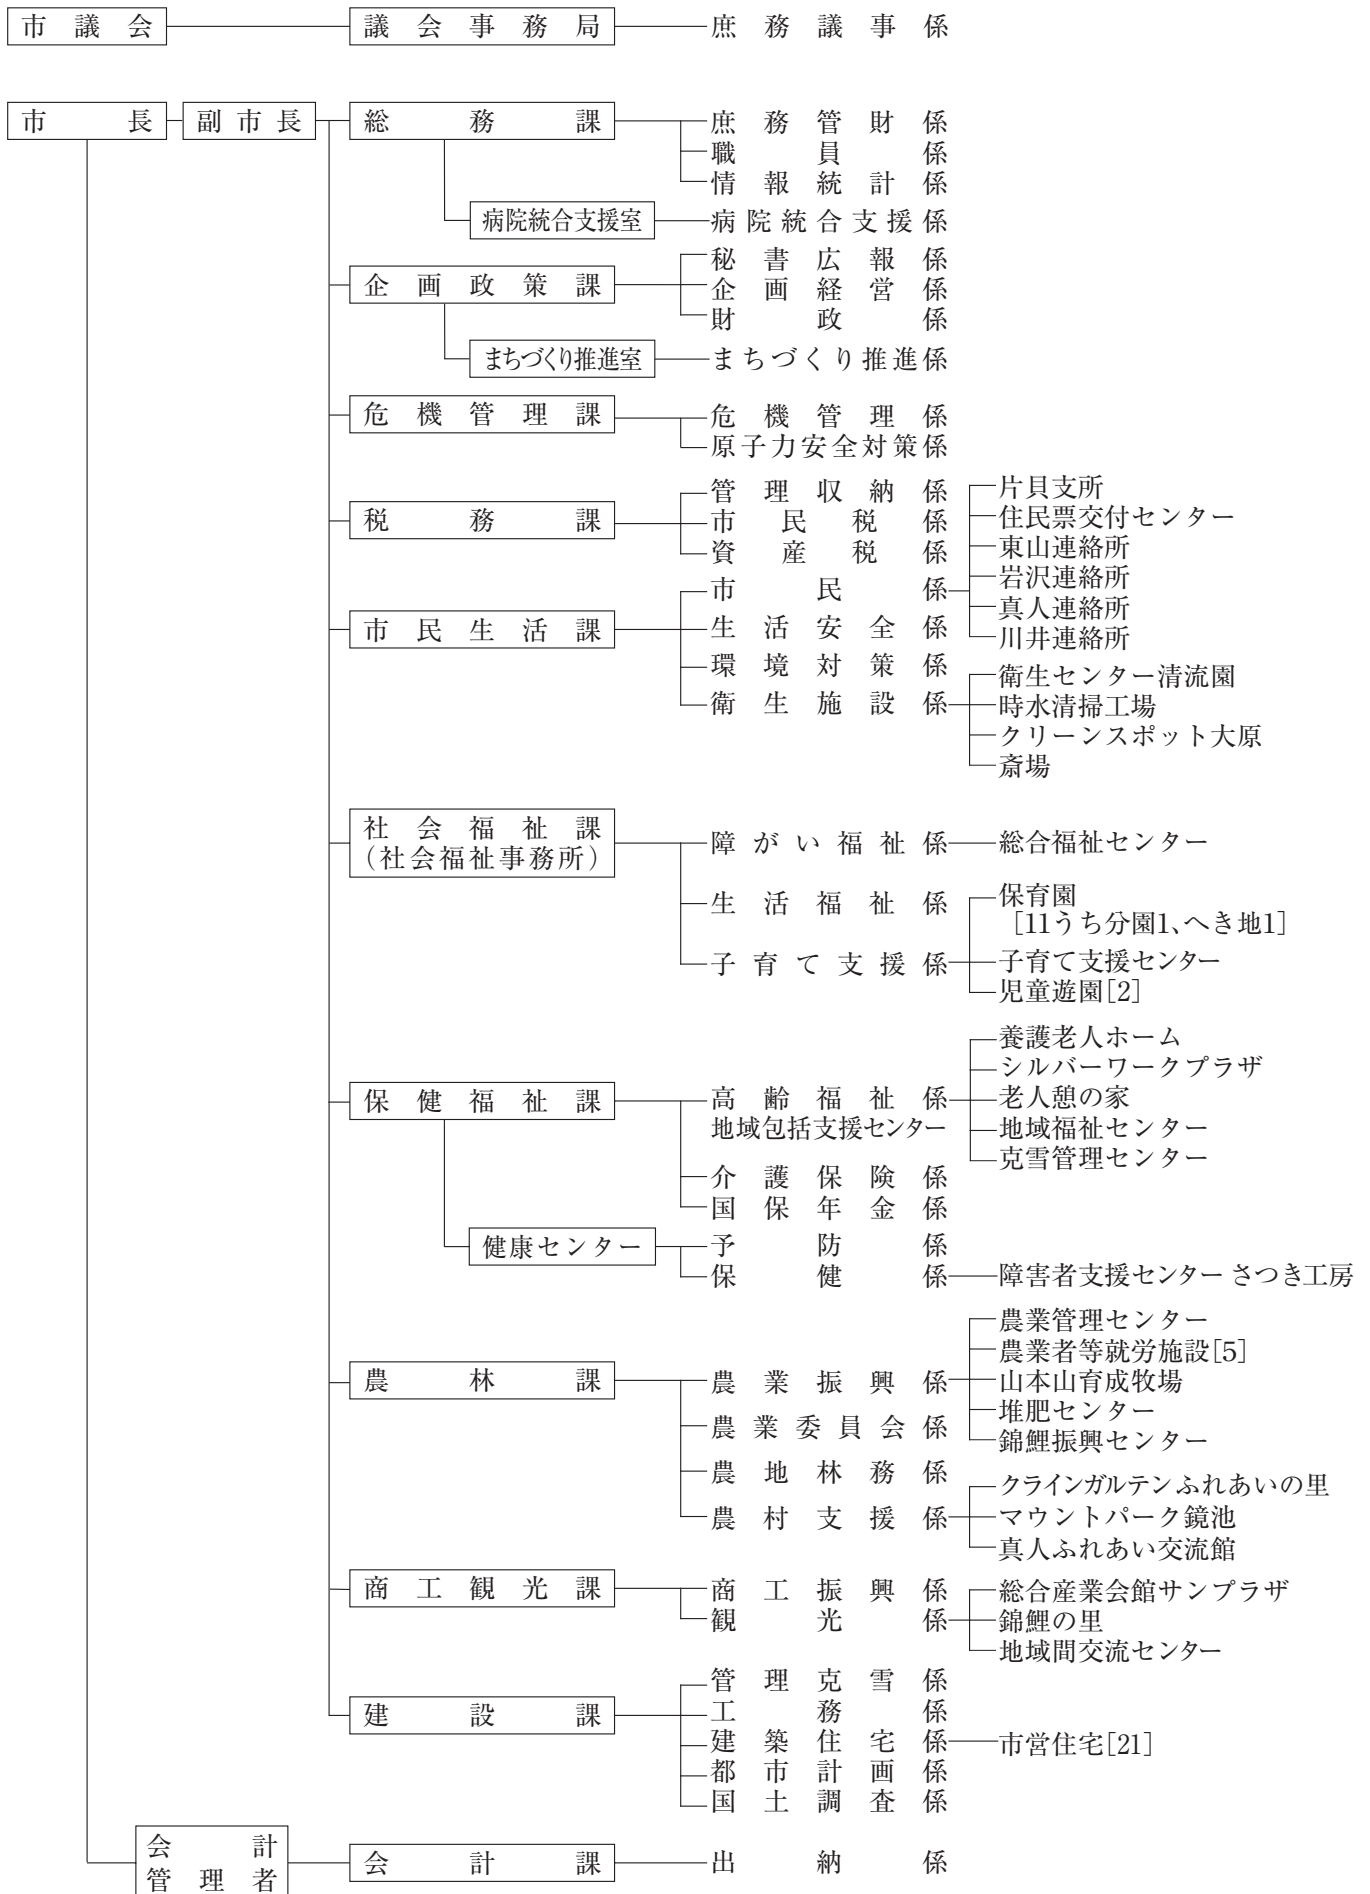 市議会 議会事務局 庶務議事係
市長 副市長 総務課 庶務管財係
職員係
情報統計係
病院統合支援室 病院統合支援係
秘書広報係
企画政策課 企画経営係
財政係
まちづくり推進室 まちづくり推進係
危機管理課 危機管理係
原子力安全対策係
管理収納係
税務課 市民税係
資産税係
市民係
片貝支所
住民票交付センター
東山連絡所
岩沢連絡所
真人連絡所
川井連絡所
市民生活課 生活安全係
環境対策係
衛生施設係
衛生センター清流園
時水清掃工場
クリーンスポット大原
斎場
社会福祉課
(社会福祉事務所)
障がい福祉係 総合福祉センター
生活福祉係
子育て支援係
保育園
[11うち分園1、へき地1]
子育て支援センター
児童遊園[2]
保健福祉課 高齢福祉係
地域包括支援センター
養護老人ホーム
シルバーワークプラザ
老人憩の家
地域福祉センター
克雪管理センター
介護保険係
国保年金係
健康センター 予防係
保健係 障害者支援センター さつき工房
農林課 農業振興係
農業管理センター
農業者等就労施設[5]
山本山育成牧場
堆肥センター
錦鯉振興センター
農業委員会係
農地林務係
農村支援係
クラインガルテンふれあいの里
マウントパーク鏡池
真人ふれあい交流館
商工観光課 商工振興係
観光係
総合産業会館サンプラザ
錦鯉の里
地域間交流センター
管理克雪係
建設課 工務係
建築住宅係 市営住宅[21]
都市計画係
国土調査係
会計
管理者
会計課 出納係